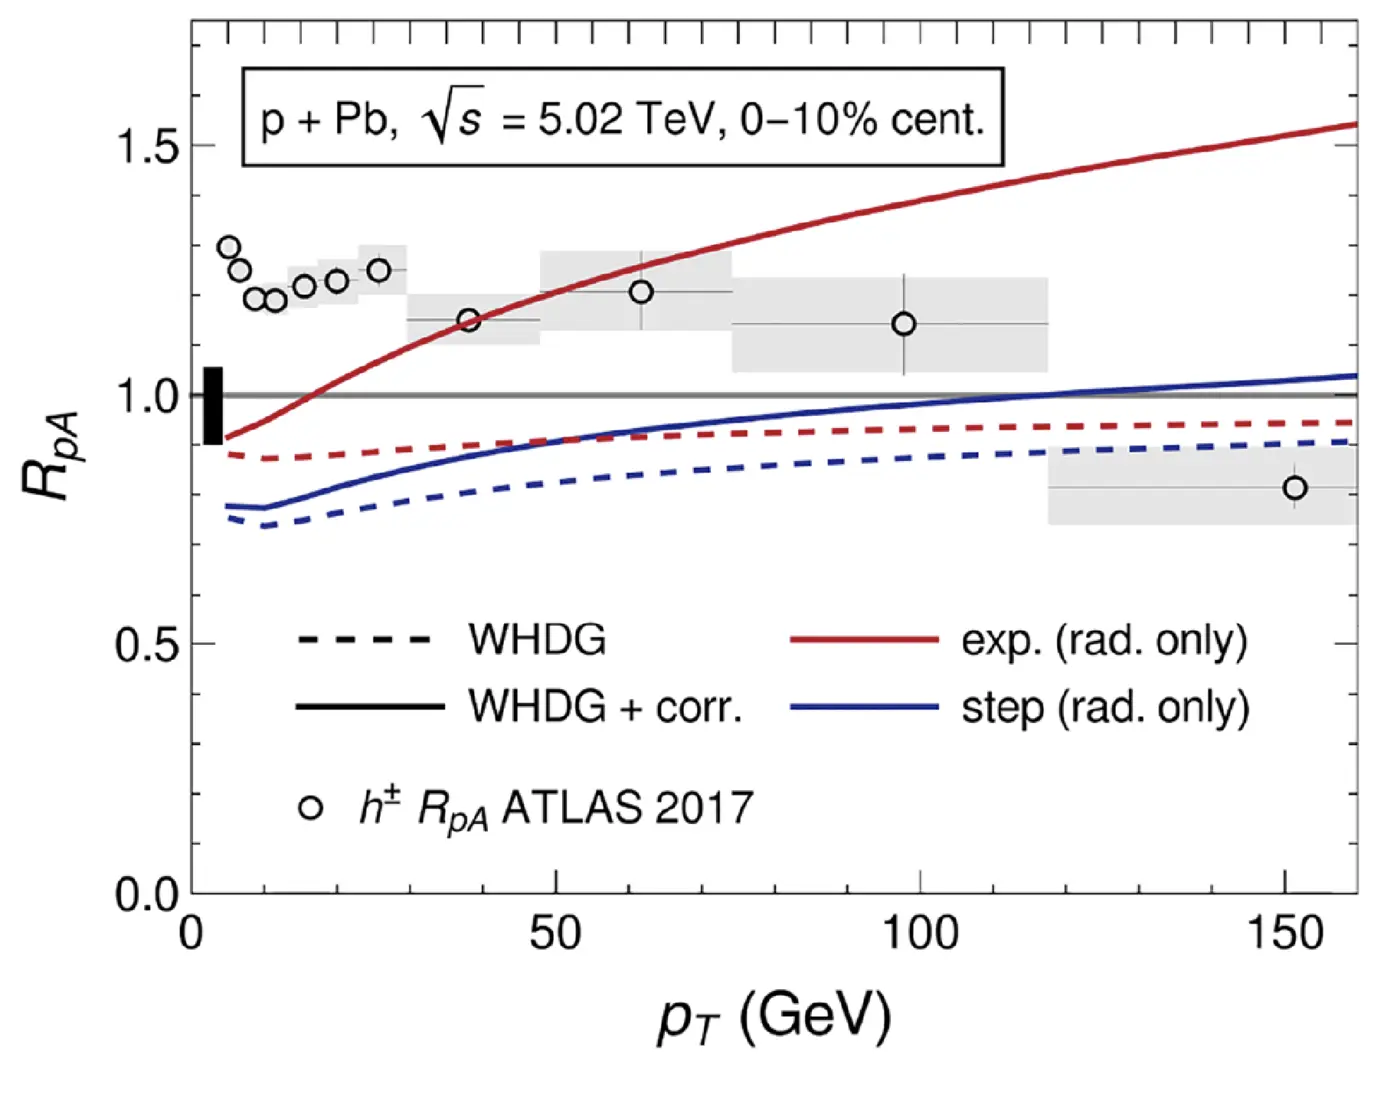 p + Pb, √s = 5.02 TeV, 0−10% cent.
1.5
1.0
0.5
0.0
R_pA
WHDG
exp. (rad. only)
WHDG + corr.
step (rad. only)
h± R_pA ATLAS 2017
0 50 100 150
p_T (GeV)